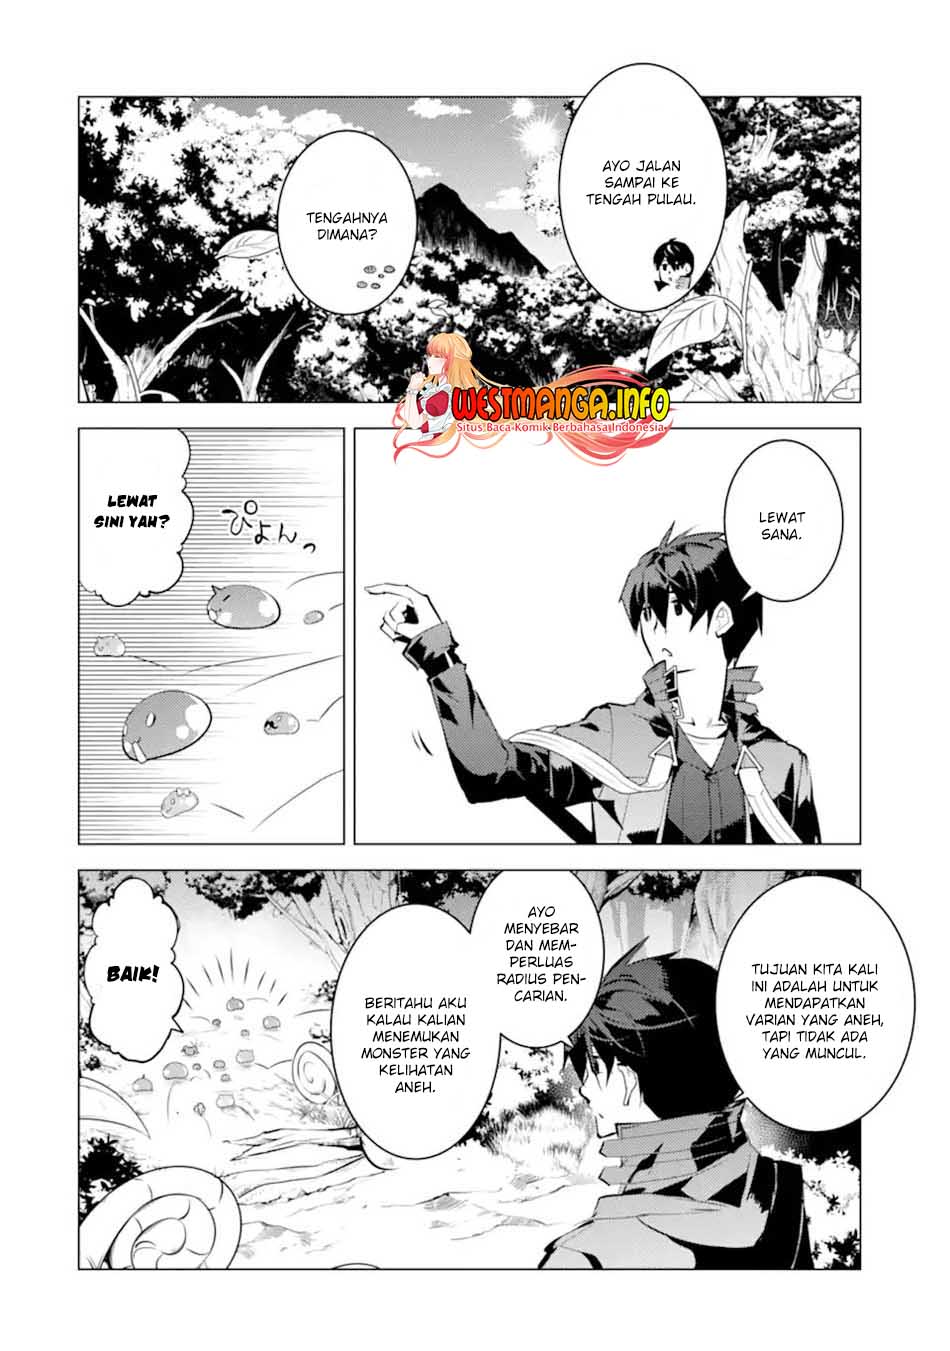 AYO JALAN
SAMPAI KE
TENGAH PULAU.
TENGAHNYA
DIMANA?
WESTMANGA.INFO
Situs Baca Komik Berbahasa Indonesia
LEWAT
SANA.
LEWAT
SINI YAH?
ぴょんっ
TUJUAN KITA KALI
INI ADALAH UNTUK
MENDAPATKAN
VARIAN YANG ANEH,
TAPI TIDAK ADA
YANG MUNCUL.
AYO
MENYEBAR
DAN MEM-
PERLUAS
RADIUS PEN-
CARIAN.
BERITAHU AKU
KALAU KALIAN
MENEMUKAN
MONSTER YANG
KELIHATAN
ANEH.
BAIK!